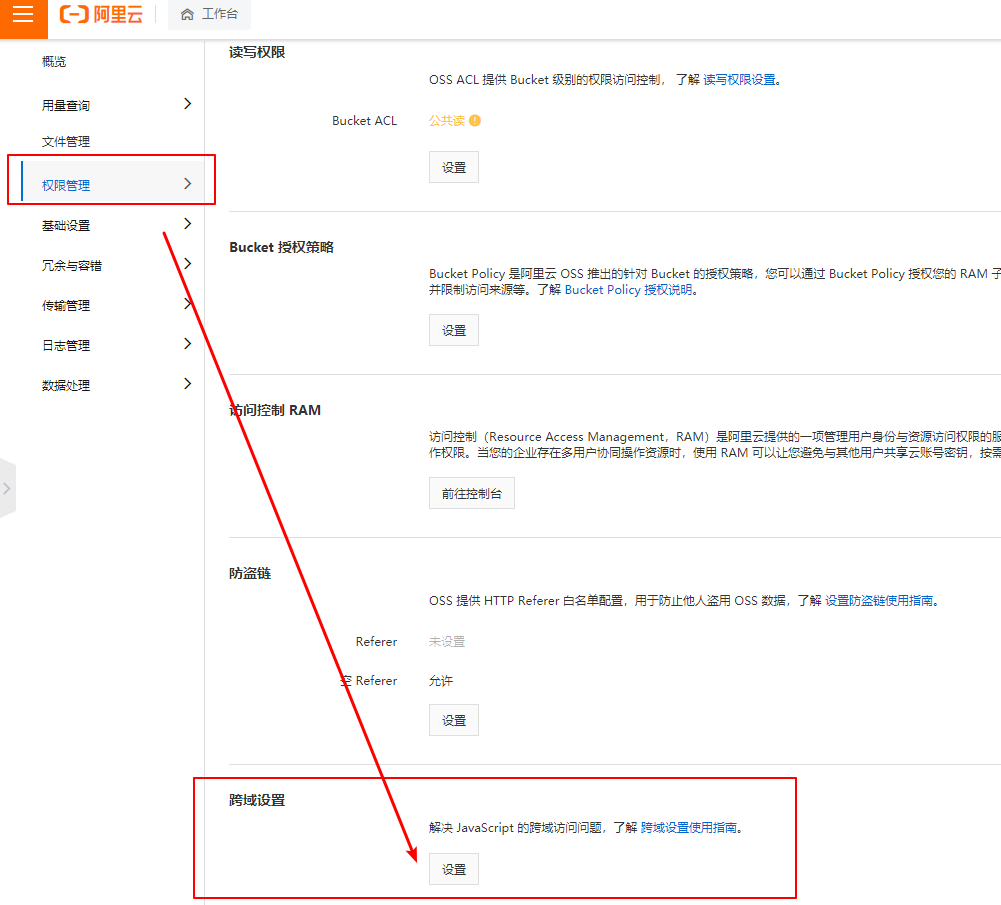 阿里云
工作台
概览
用量查询
文件管理
权限管理
基础设置
冗余与容错
传输管理
日志管理
数据处理
读写权限
OSS ACL 提供 Bucket 级别的权限访问控制， 了解 读写权限设置。
Bucket ACL 公共读
设置
Bucket 授权策略
Bucket Policy 是阿里云 OSS 推出的针对 Bucket 的授权策略，您可以通过 Bucket Policy 授权您的 RAM 子
并限制访问来源等。了解 Bucket Policy 授权说明。
设置
访问控制 RAM
访问控制（Resource Access Management，RAM）是阿里云提供的一项管理用户身份与资源访问权限的服
作权限。当您的企业存在多用户协同操作资源时，使用 RAM 可以让您避免与其他用户共享云账号密钥，按需
前往控制台
防盗链
OSS 提供 HTTP Referer 白名单配置，用于防止他人盗用 OSS 数据，了解 设置防盗链使用指南。
Referer 未设置
空 Referer 允许
设置
跨域设置
解决 JavaScript 的跨域访问问题，了解 跨域设置使用指南。
设置